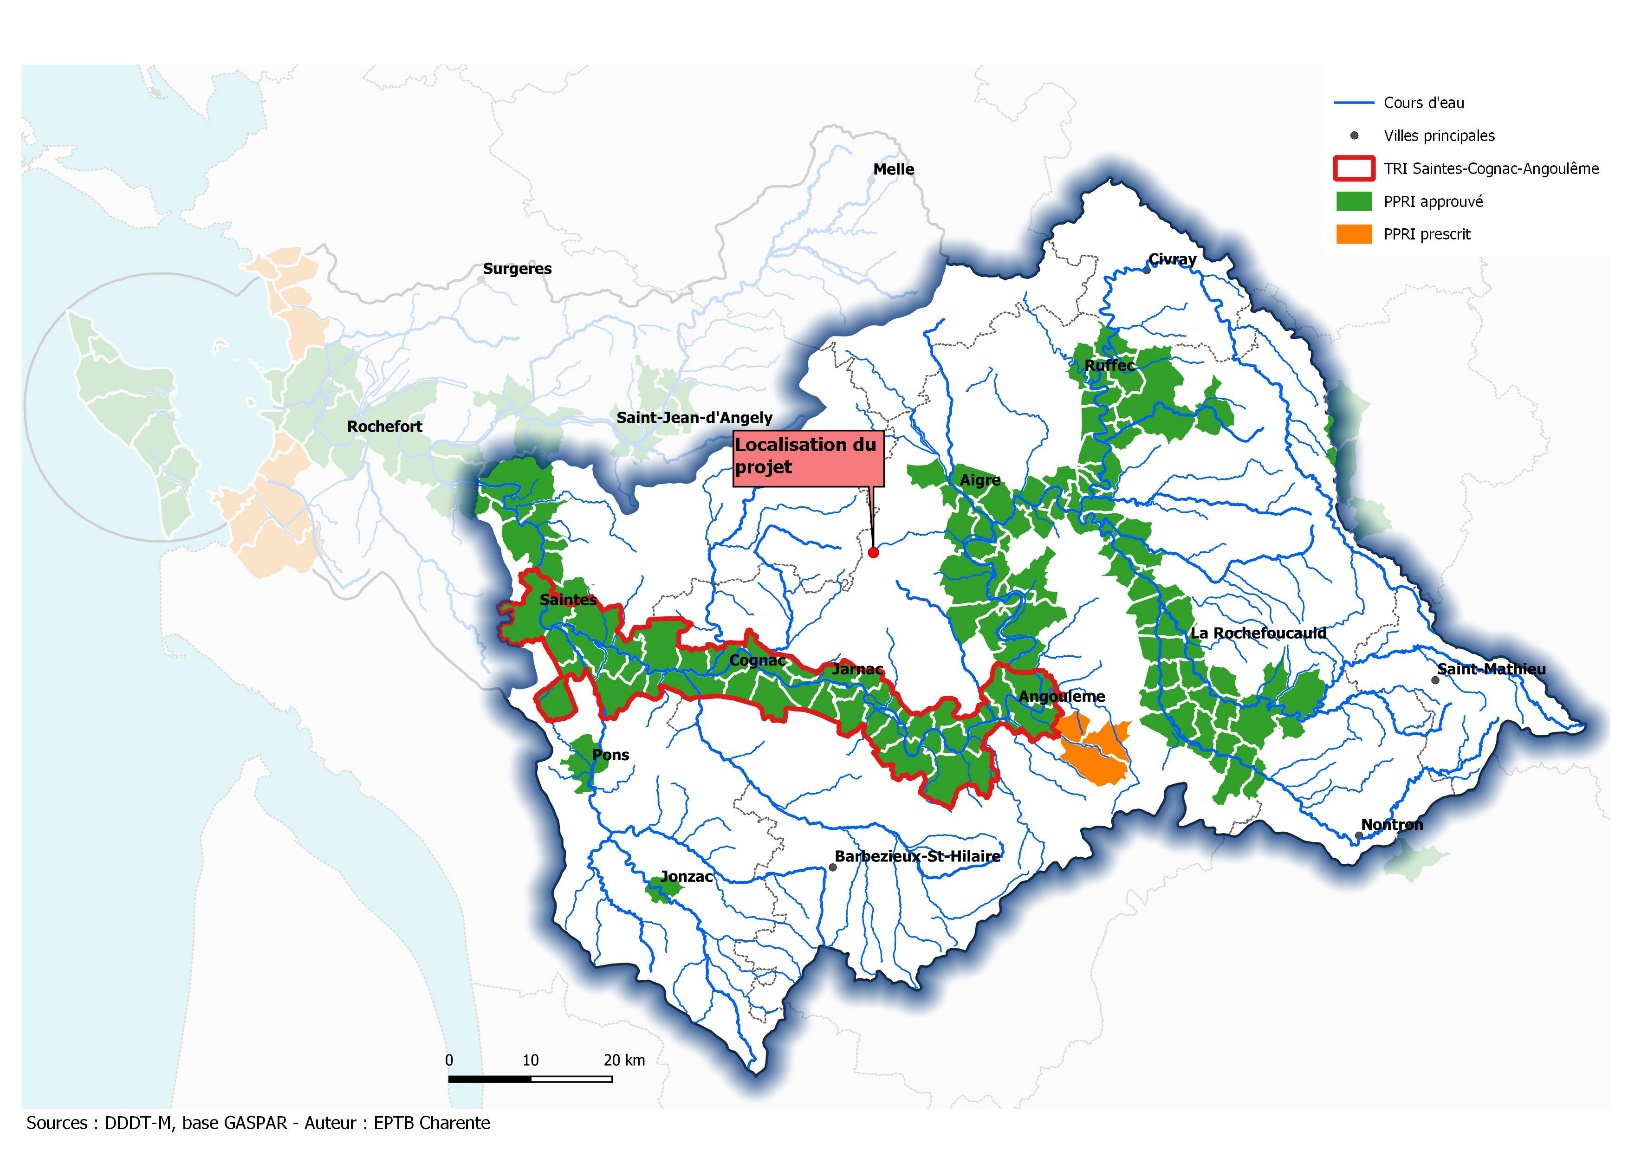 Cours d'eau
Villes principales
TRI Saintes-Cognac-Angoulême
PPRI approuvé
PPRI prescrit
Melle
Surgeres
Civray
Ruffec
Saint-Jean-d'Angely
Rochefort
Localisation du
projet
Aigre
Saintes
La Rochefoucauld
Cognac
Jarnac
Saint-Mathieu
Angouleme
Pons
Nontron
Barbezieux-St-Hilaire
Jonzac
0 10 20 km
Sources : DDDT-M, base GASPAR - Auteur : EPTB Charente